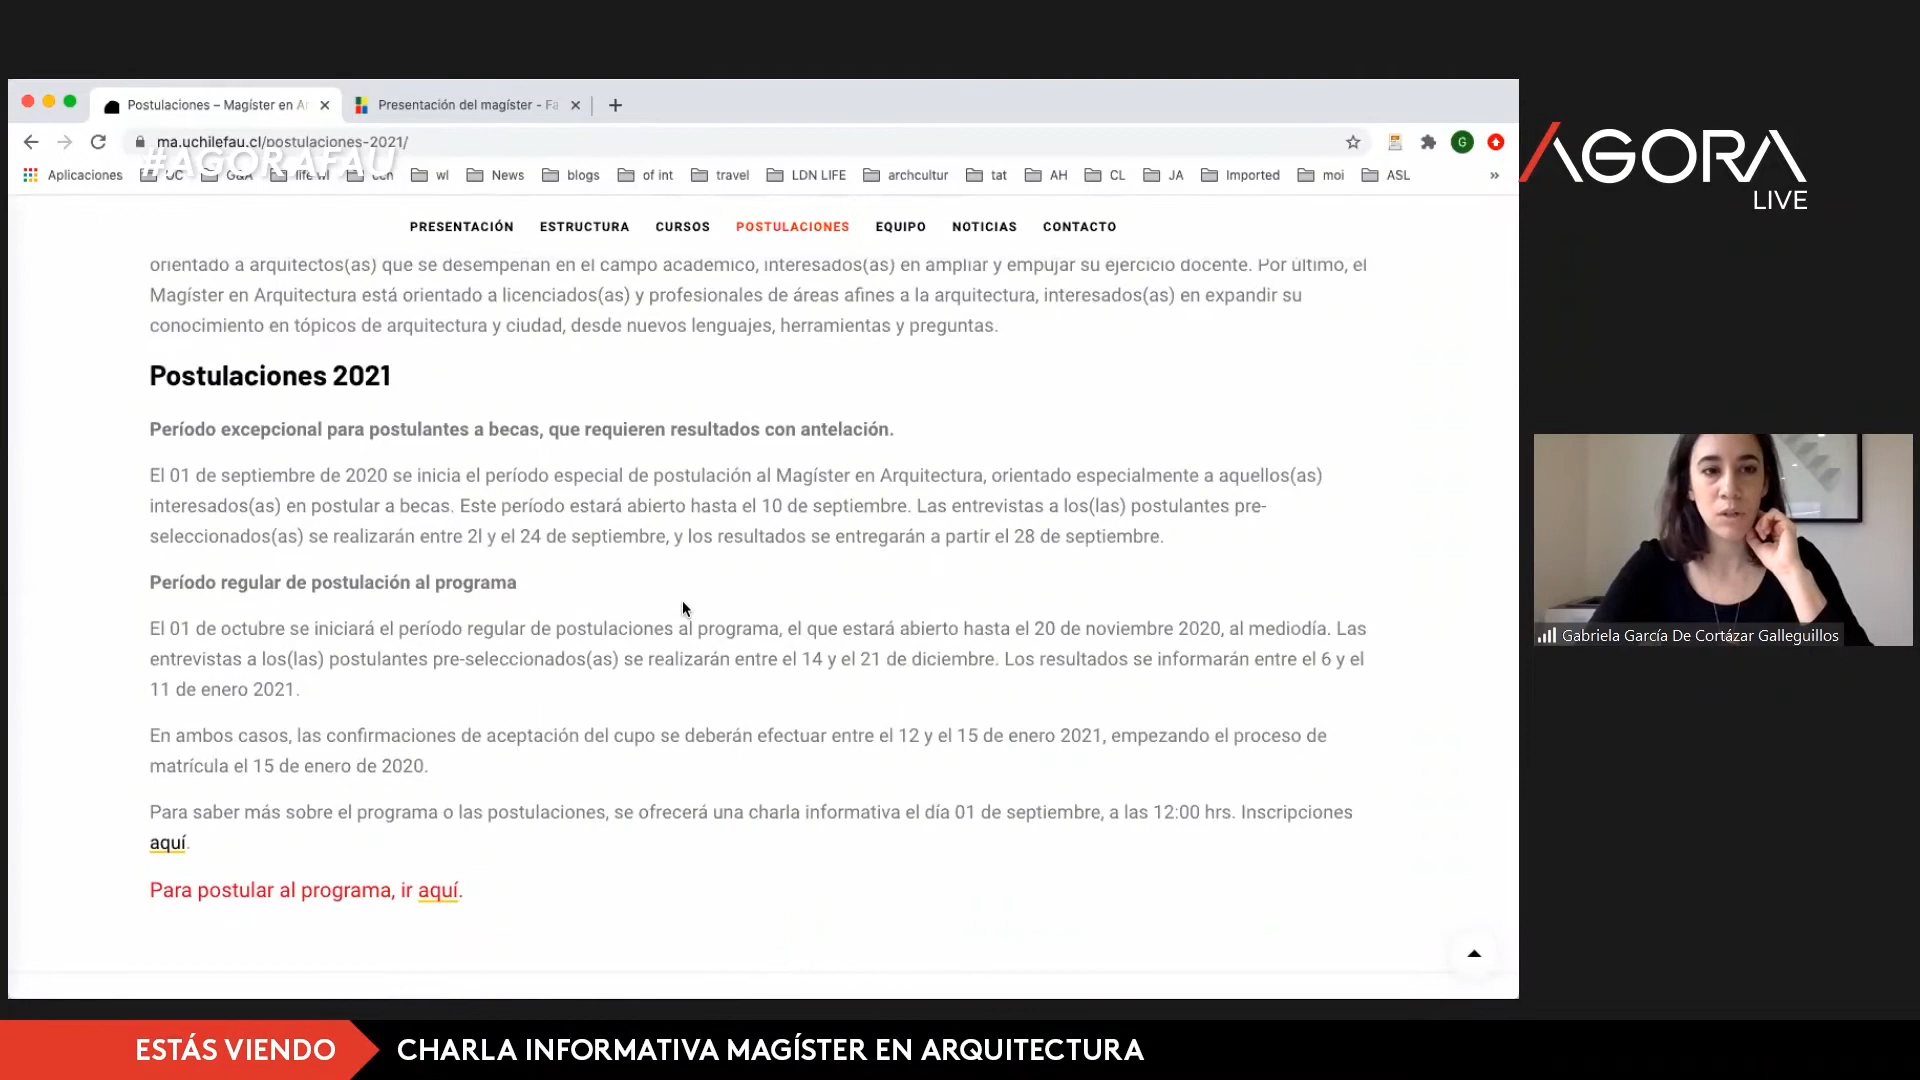 Postulaciones – Magíster en Ar
Presentación del magíster - Fa
ma.uchilefau.cl/postulaciones-2021/
#AGORAFAU
G
Aplicaciones UC G&A life wl wl News blogs of int travel LDN LIFE archcultur tat AH CL JA Imported moi ASL »
AGORA
LIVE
PRESENTACIÓN ESTRUCTURA CURSOS POSTULACIONES EQUIPO NOTICIAS CONTACTO
orientado a arquitectos(as) que se desempeñan en el campo académico, interesados(as) en ampliar y empujar su ejercicio docente. Por último, el
Magíster en Arquitectura está orientado a licenciados(as) y profesionales de áreas afines a la arquitectura, interesados(as) en expandir su
conocimiento en tópicos de arquitectura y ciudad, desde nuevos lenguajes, herramientas y preguntas.
Postulaciones 2021
Período excepcional para postulantes a becas, que requieren resultados con antelación.
El 01 de septiembre de 2020 se inicia el período especial de postulación al Magíster en Arquitectura, orientado especialmente a aquellos(as)
interesados(as) en postular a becas. Este período estará abierto hasta el 10 de septiembre. Las entrevistas a los(las) postulantes pre-
seleccionados(as) se realizarán entre 2l y el 24 de septiembre, y los resultados se entregarán a partir el 28 de septiembre.
Período regular de postulación al programa
El 01 de octubre se iniciará el período regular de postulaciones al programa, el que estará abierto hasta el 20 de noviembre 2020, al mediodía. Las
entrevistas a los(las) postulantes pre-seleccionados(as) se realizarán entre el 14 y el 21 de diciembre. Los resultados se informarán entre el 6 y el
11 de enero 2021.
En ambos casos, las confirmaciones de aceptación del cupo se deberán efectuar entre el 12 y el 15 de enero 2021, empezando el proceso de
matrícula el 15 de enero de 2020.
Para saber más sobre el programa o las postulaciones, se ofrecerá una charla informativa el día 01 de septiembre, a las 12:00 hrs. Inscripciones
aquí.
Para postular al programa, ir aquí.
Gabriela García De Cortázar Galleguillos
ESTÁS VIENDO
CHARLA INFORMATIVA MAGÍSTER EN ARQUITECTURA